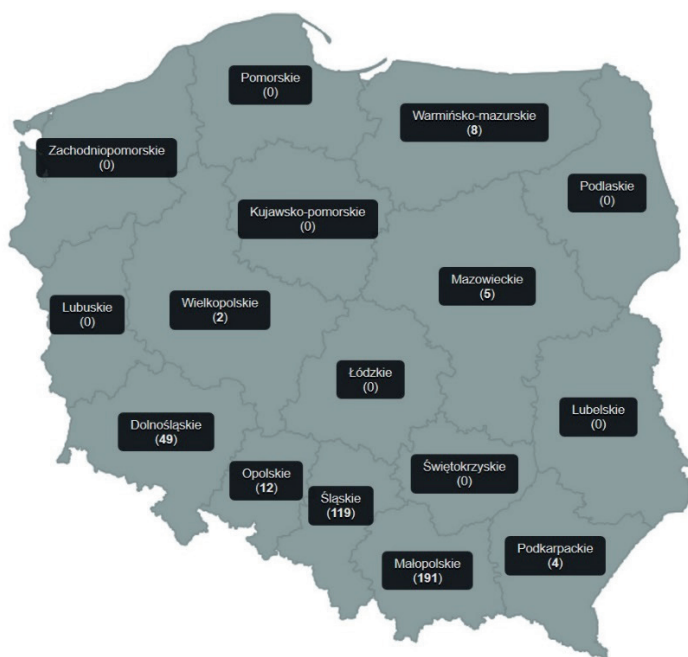 Pomorskie
(0)
Warmińsko-mazurskie
(8)
Zachodniopomorskie
(0)
Podlaskie
(0)
Kujawsko-pomorskie
(0)
Mazowieckie
(5)
Wielkopolskie
(2)
Lubuskie
(0)
Łódzkie
(0)
Lubelskie
(0)
Dolnośląskie
(49)
Świętokrzyskie
(0)
Opolskie
(12)
Śląskie
(119)
Podkarpackie
(4)
Małopolskie
(191)